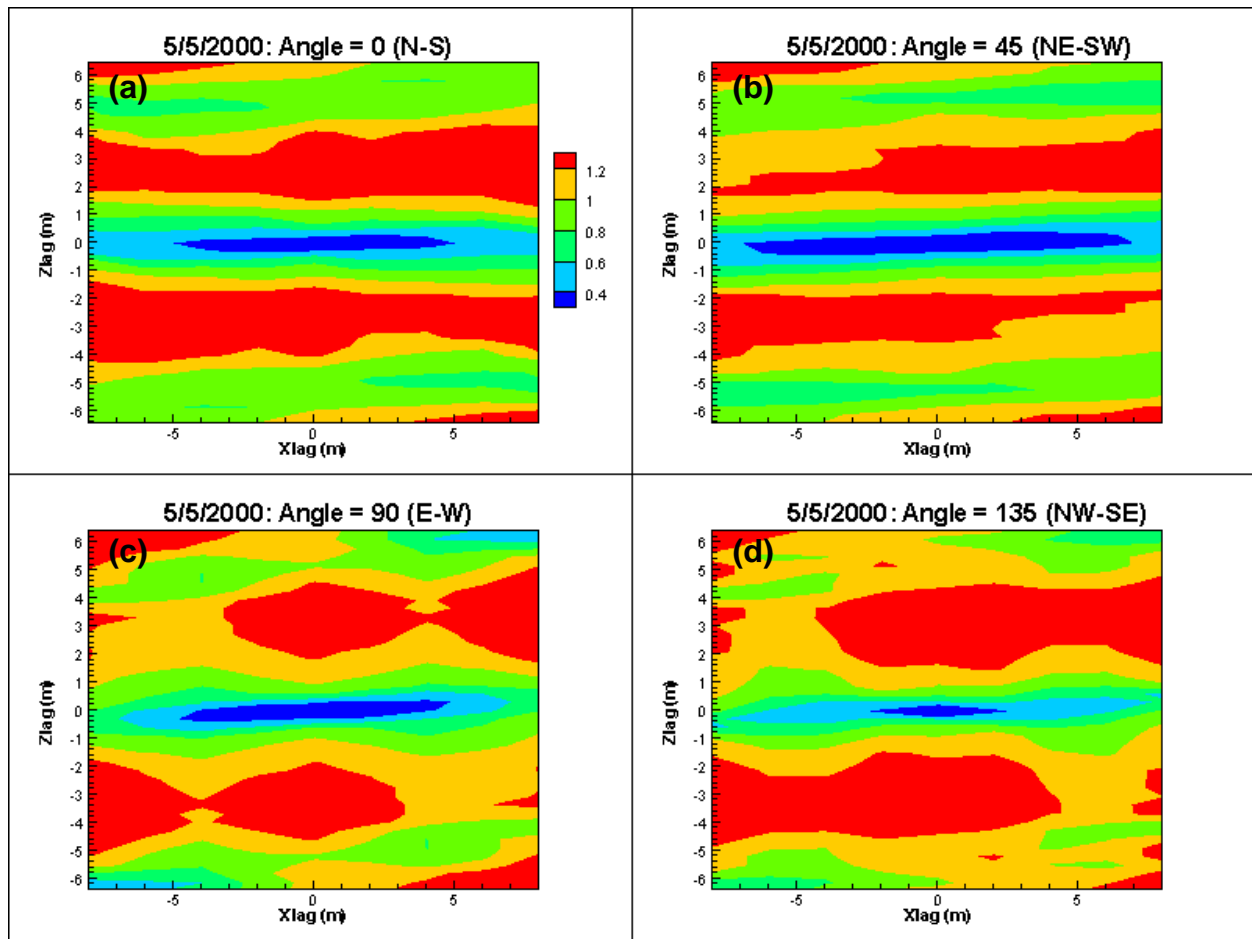 5/5/2000: Angle = 0 (N-S)
(a)
6
5
4
3
2
1
0
-1
-2
-3
-4
-5
-6
Zlag (m)
-5 0 5
Xlag (m)
1.2
1
0.8
0.6
0.4
5/5/2000: Angle = 45 (NE-SW)
(b)
6
5
4
3
2
1
0
-1
-2
-3
-4
-5
-6
Zlag (m)
-5 0 5
Xlag (m)
5/5/2000: Angle = 90 (E-W)
(c)
6
5
4
3
2
1
0
-1
-2
-3
-4
-5
-6
Zlag (m)
-5 0 5
Xlag (m)
5/5/2000: Angle = 135 (NW-SE)
(d)
6
5
4
3
2
1
0
-1
-2
-3
-4
-5
-6
Zlag (m)
-5 0 5
Xlag (m)